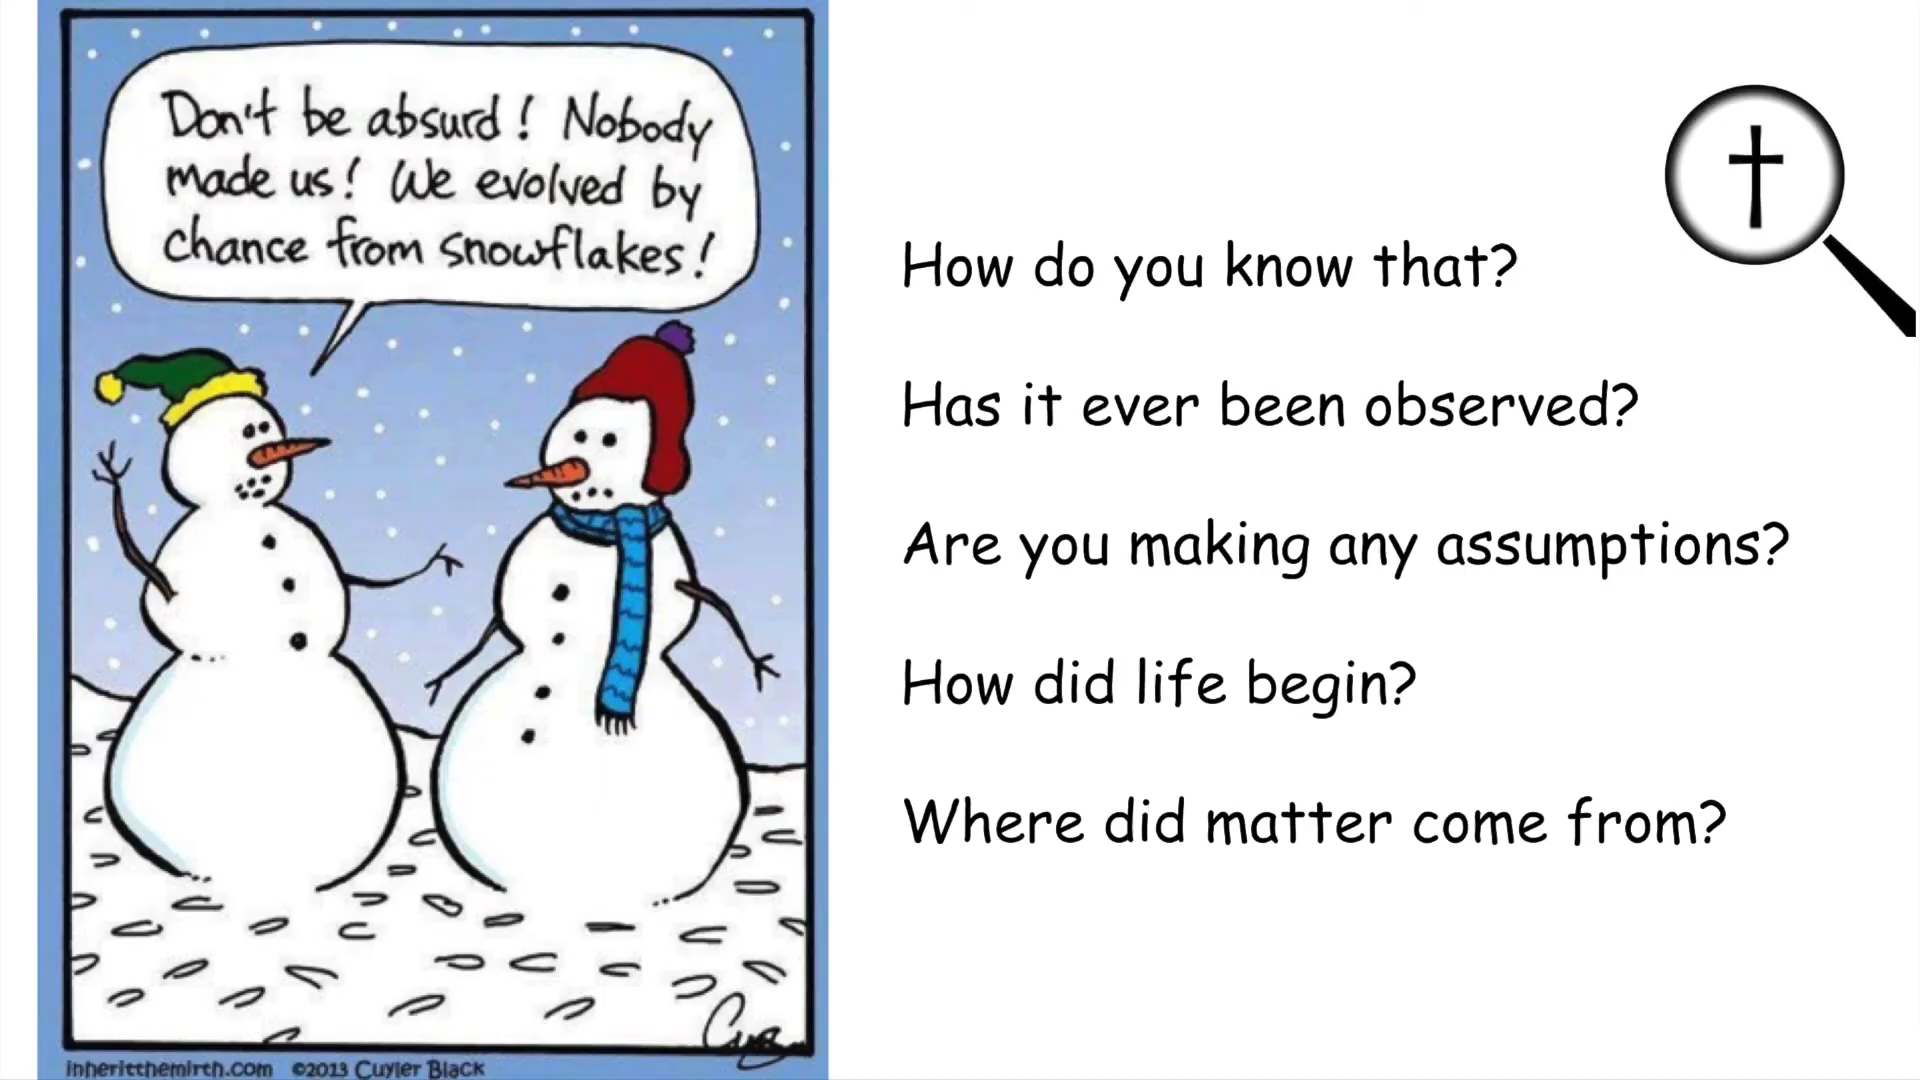 Don't be absurd! Nobody
made us! We evolved by
chance from snowflakes!
How do you know that?
Has it ever been observed?
Are you making any assumptions?
How did life begin?
Where did matter come from?
inheritthemirth.com ©2013 Cuyler Black